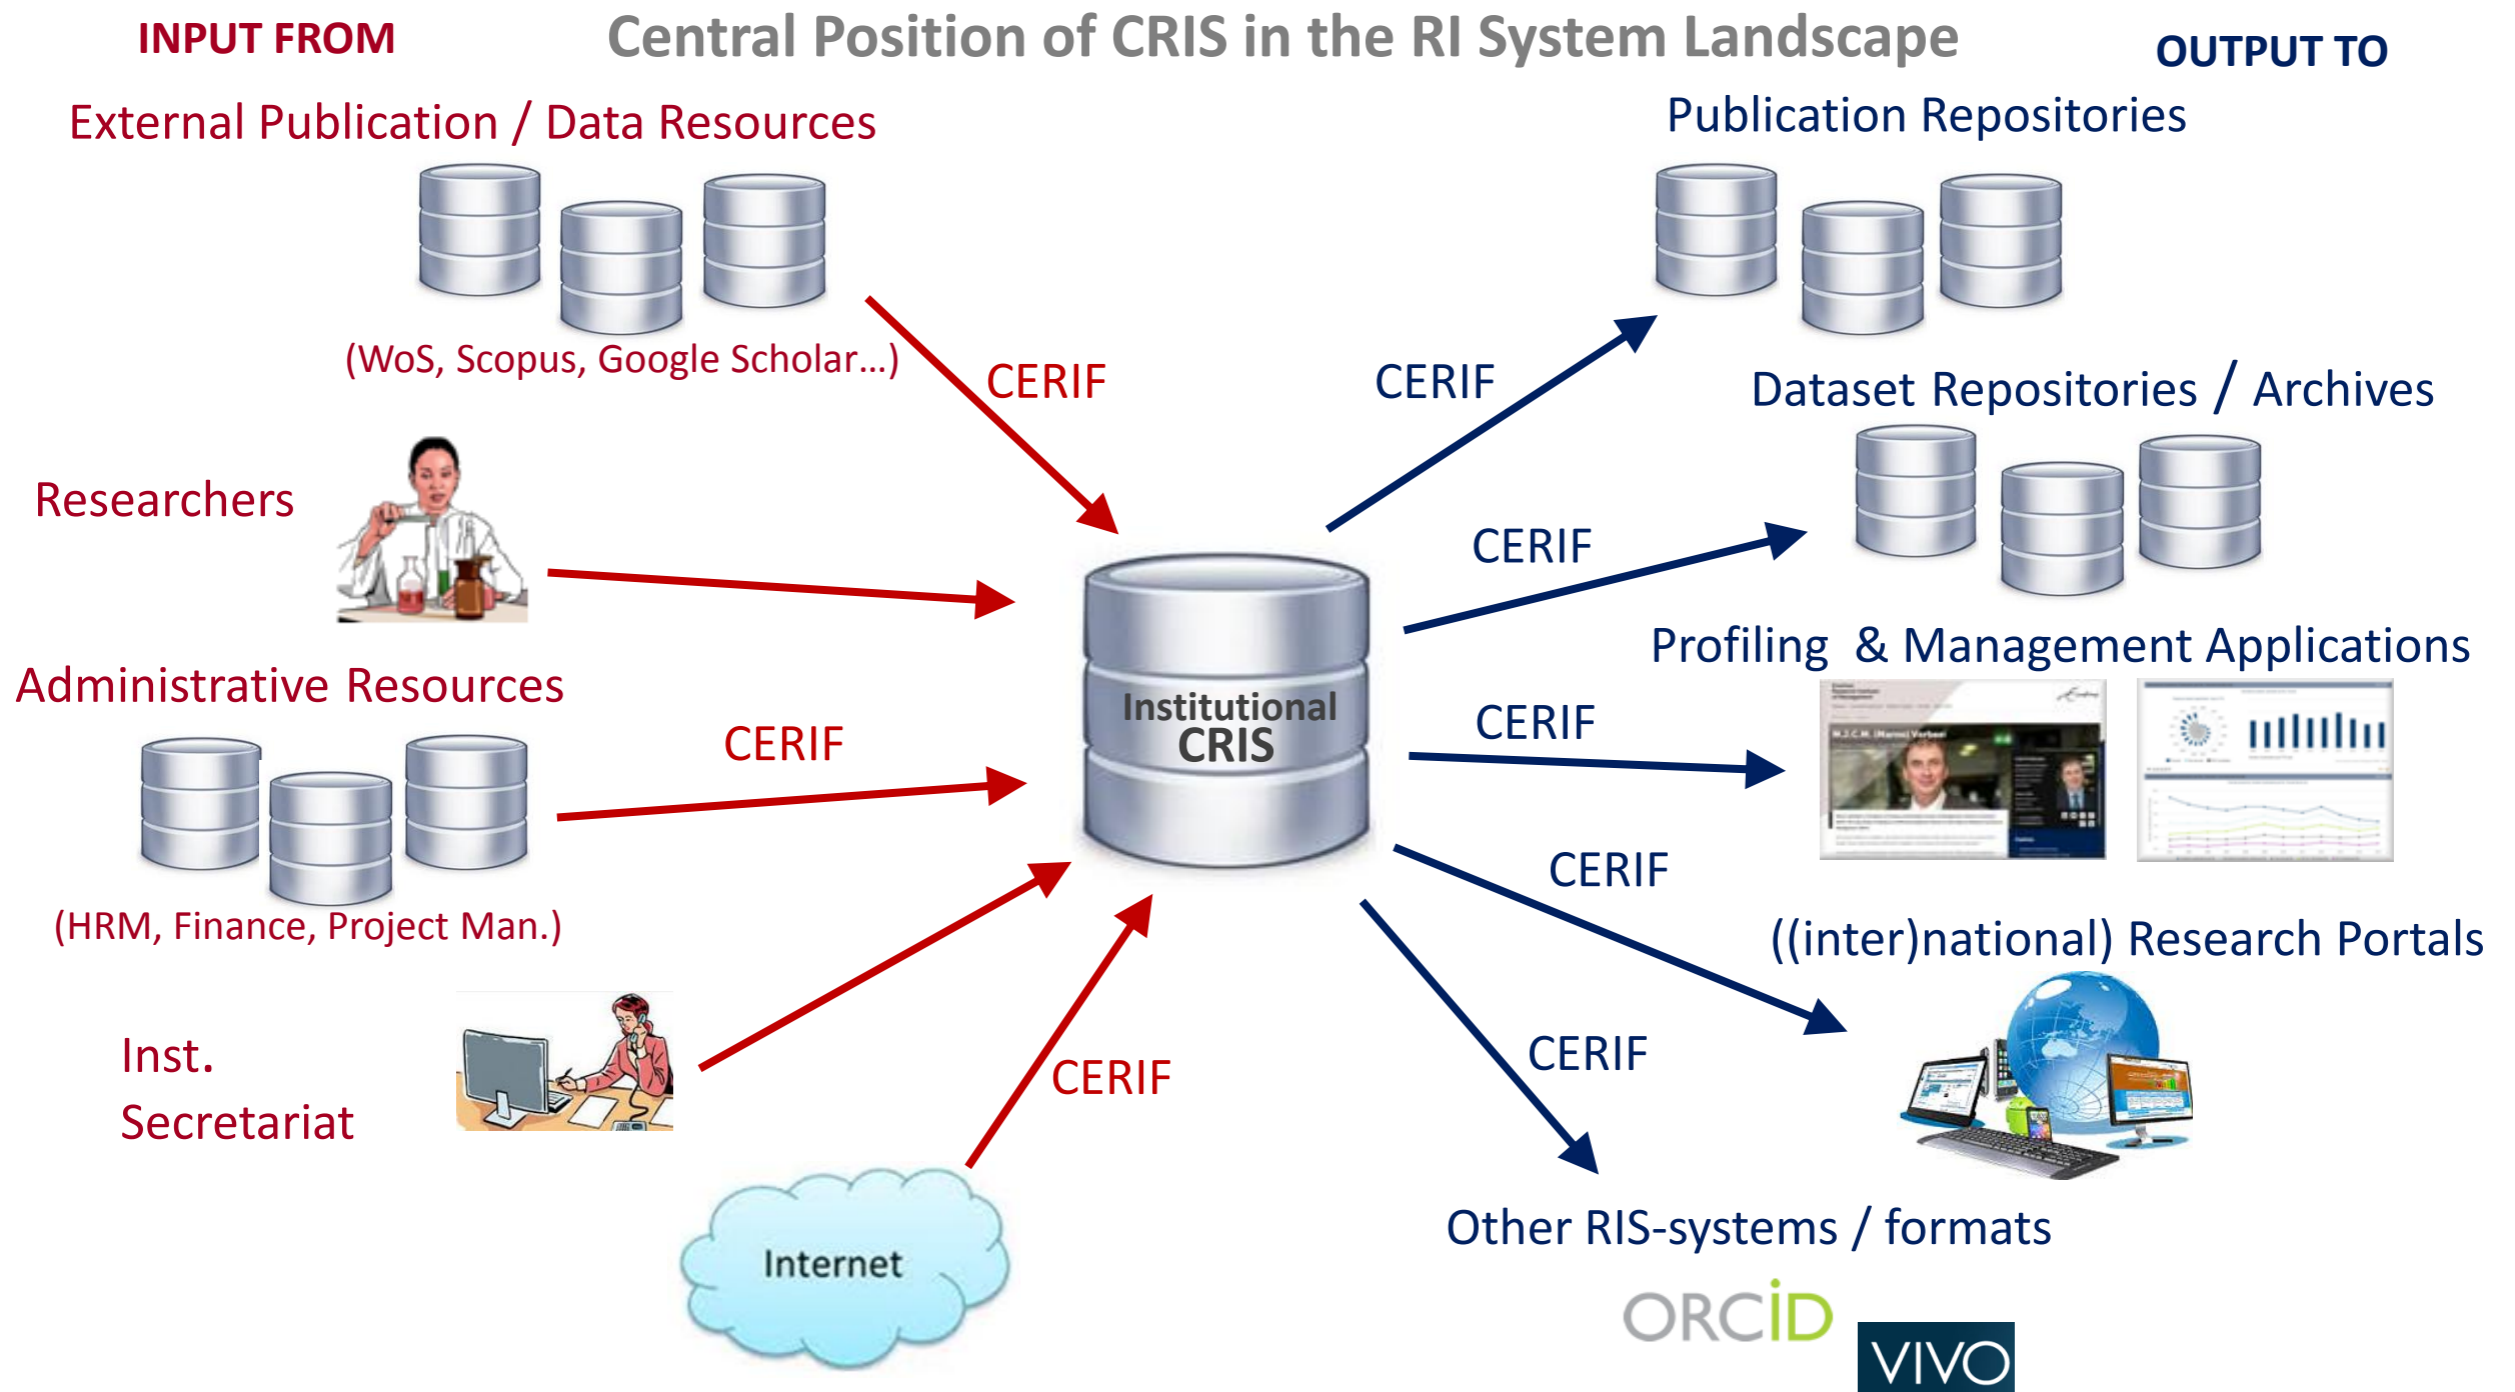 INPUT FROM
Central Position of CRIS in the RI System Landscape
OUTPUT TO
External Publication / Data Resources
(WoS, Scopus, Google Scholar...)
CERIF
Researchers
Administrative Resources
CERIF
(HRM, Finance, Project Man.)
Inst.
Secretariat
CERIF
Internet
Institutional
CRIS
Publication Repositories
CERIF
Dataset Repositories / Archives
CERIF
Profiling & Management Applications
CERIF
M.J.C.M. (Marno) Verbeek
CERIF
((inter)national) Research Portals
CERIF
Other RIS-systems / formats
ORCiD
VIVO